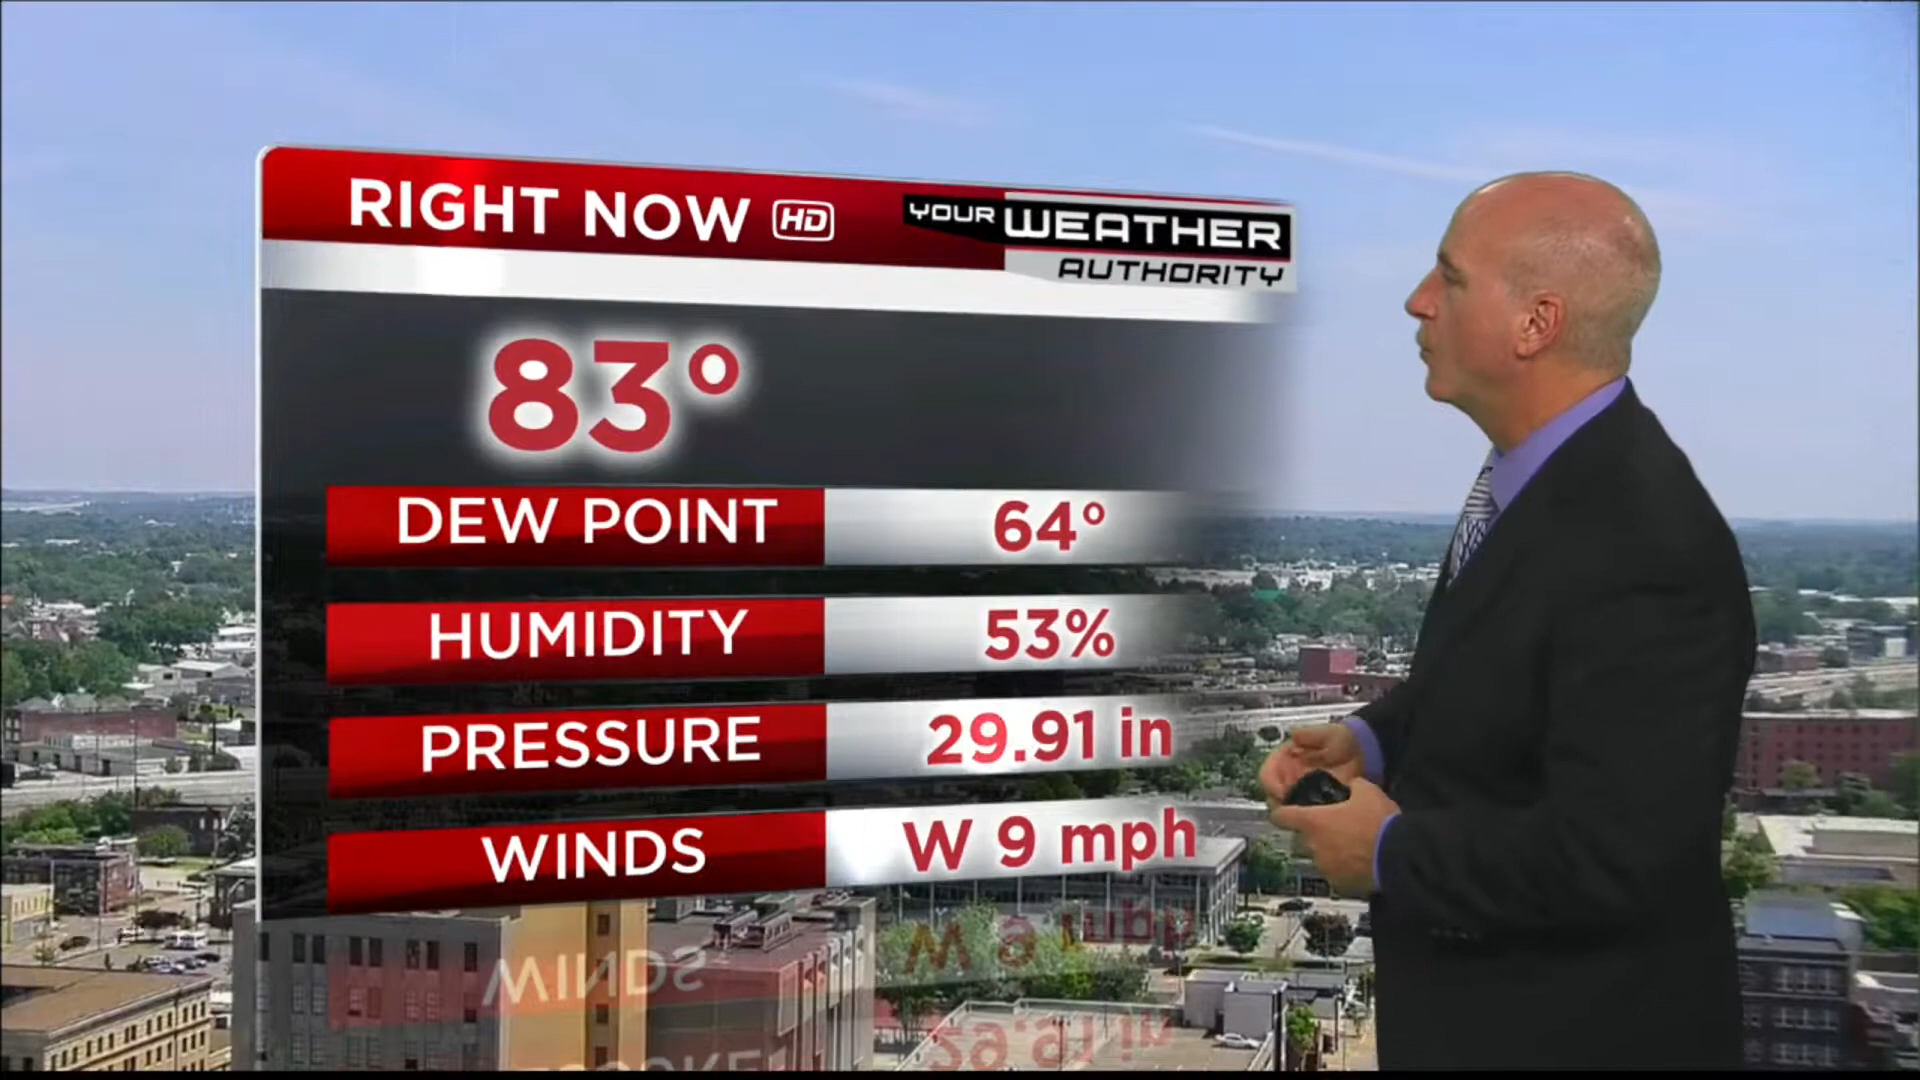 RIGHT NOW HD
YOUR WEATHER
AUTHORITY
83°
DEW POINT 64°
HUMIDITY 53%
PRESSURE 29.91 in
WINDS W 9 mph